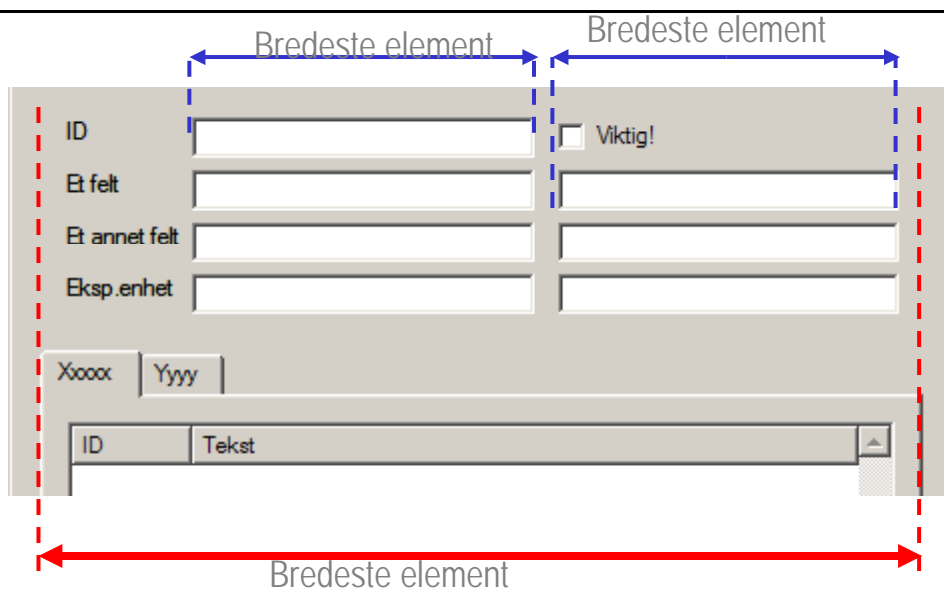 Bredeste element
Bredeste element
ID
Viktig!
Et felt
Et annet felt
Eksp.enhet
Xxxxx
Yyyy
ID
Tekst
Bredeste element